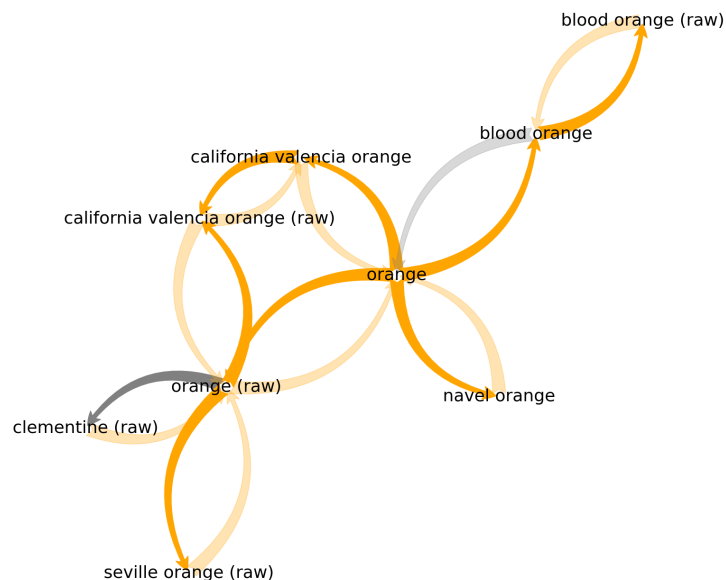 blood orange (raw)
blood orange
california valencia orange
california valencia orange (raw)
orange
orange (raw)
navel orange
clementine (raw)
seville orange (raw)